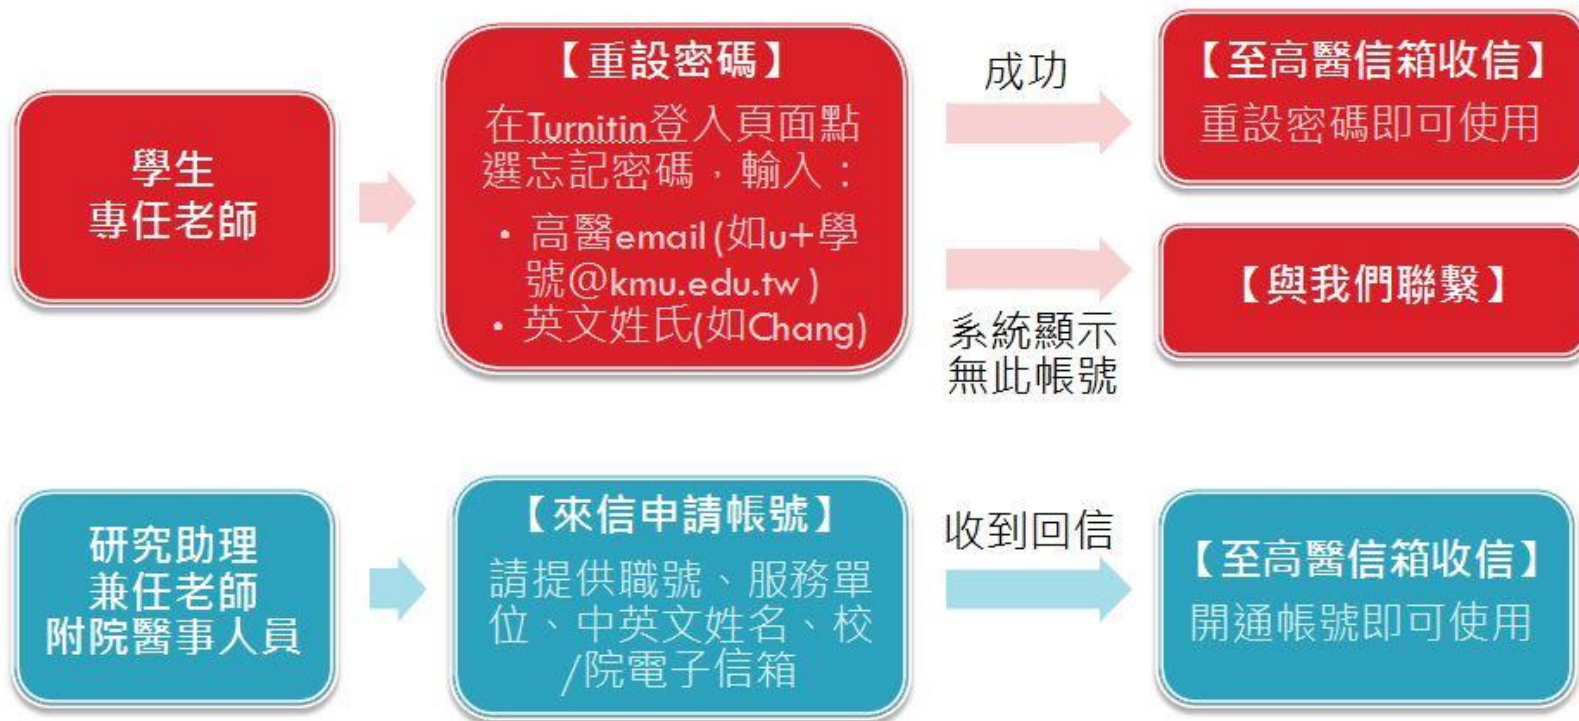 學生
專任老師
【重設密碼】
在Turnitin登入頁面點
選忘記密碼，輸入：
• 高醫email(如u+學
號@kmu.edu.tw )
• 英文姓氏(如Chang)
成功
【至高醫信箱收信】
重設密碼即可使用
系統顯示
無此帳號
【與我們聯繫】
研究助理
兼任老師
附院醫事人員
【來信申請帳號】
請提供職號、服務單
位、中英文姓名、校
/院電子信箱
收到回信
【至高醫信箱收信】
開通帳號即可使用